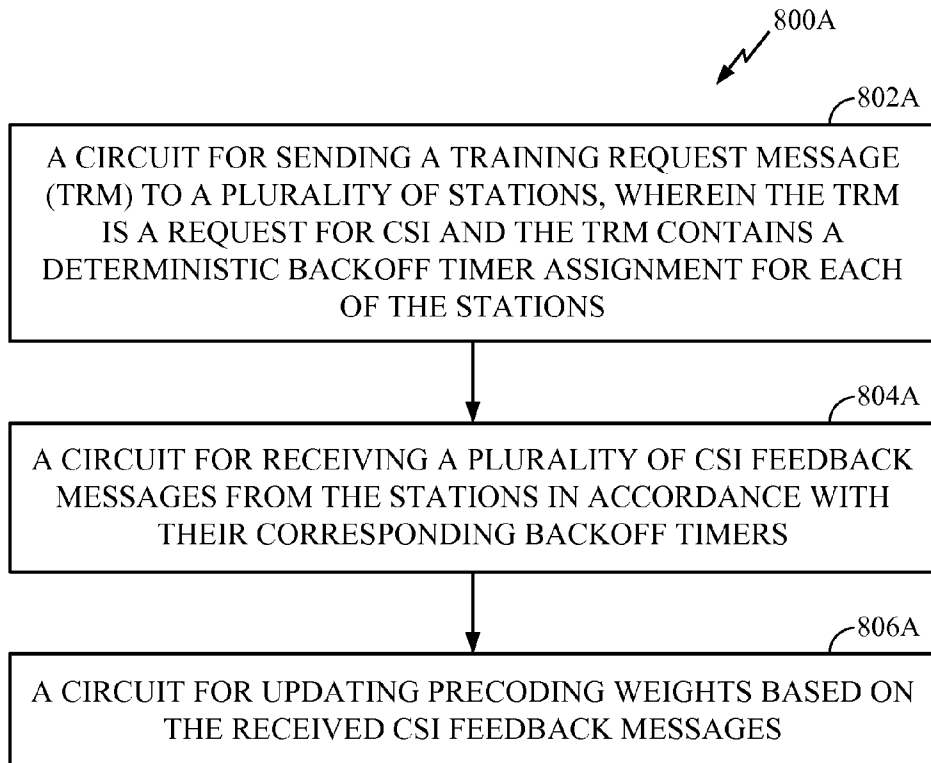 800A
802A
A CIRCUIT FOR SENDING A TRAINING REQUEST MESSAGE
(TRM) TO A PLURALITY OF STATIONS, WHEREIN THE TRM
IS A REQUEST FOR CSI AND THE TRM CONTAINS A
DETERMINISTIC BACKOFF TIMER ASSIGNMENT FOR EACH
OF THE STATIONS
804A
A CIRCUIT FOR RECEIVING A PLURALITY OF CSI FEEDBACK
MESSAGES FROM THE STATIONS IN ACCORDANCE WITH
THEIR CORRESPONDING BACKOFF TIMERS
806A
A CIRCUIT FOR UPDATING PRECODING WEIGHTS BASED ON
THE RECEIVED CSI FEEDBACK MESSAGES